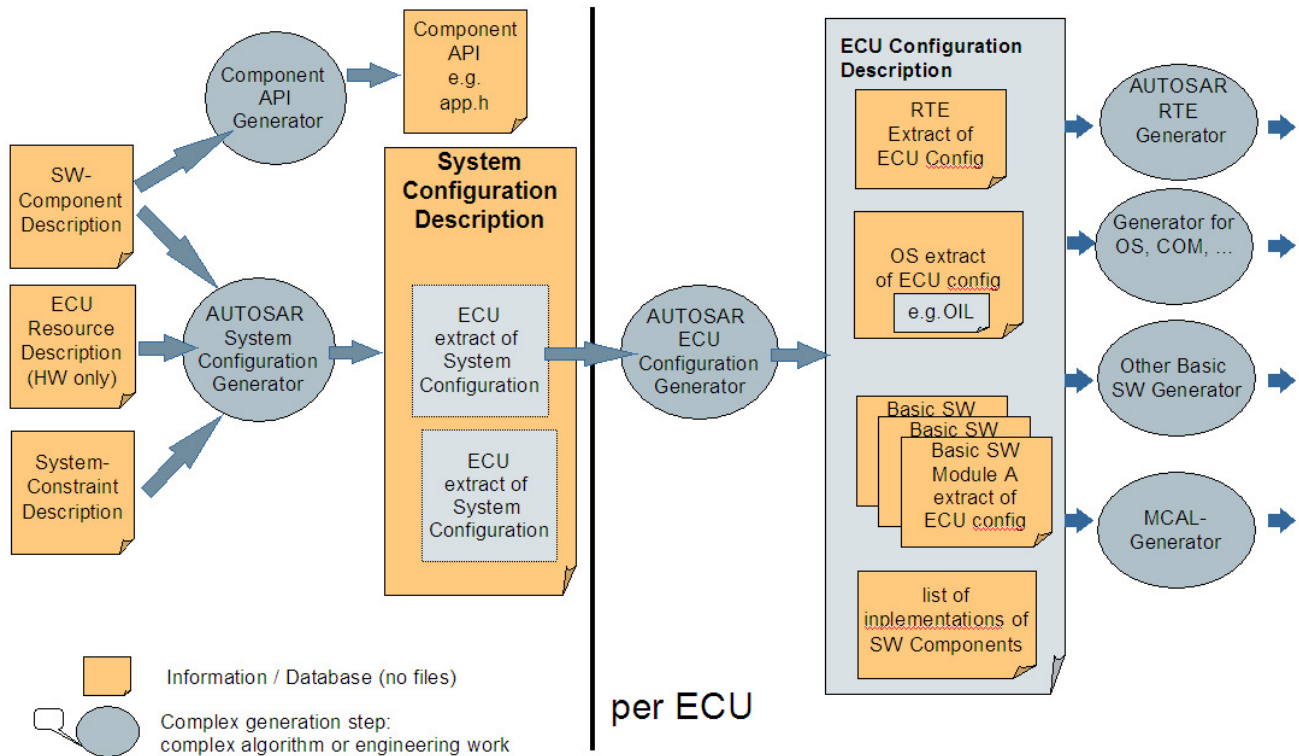 Component
API
Generator
Component
API
e.g.
app.h
SW-
Component
Description
ECU
Resource
Description
(HW only)
System-
Constraint
Description
AUTOSAR
System
Configuration
Generator
System
Configuration
Description
ECU
extract of
System
Configuration
ECU
extract of
System
Configuration
AUTOSAR
ECU
Configuration
Generator
ECU Configuration
Description
RTE
Extract of
ECU Config
OS extract
of ECU config
e.g. OIL
Basic SW
Basic SW
Basic SW
Module A
extract of
ECU config
list of
inplementations of
SW Components
AUTOSAR
RTE
Generator
Generator for
OS, COM, ...
Other Basic
SW Generator
MCAL-
Generator
Information / Database (no files)
Complex generation step:
complex algorithm or engineering work
per ECU